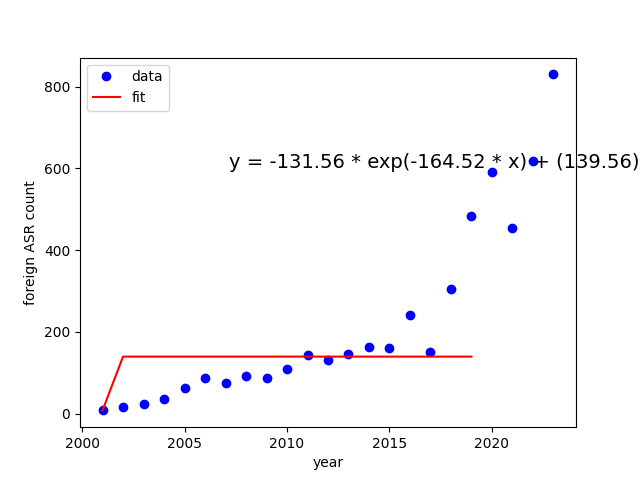 data
fit
y = -131.56 * exp(-164.52 * x) + (139.56)
foreign ASR count
800
600
400
200
0
2000
2005
2010
2015
2020
year